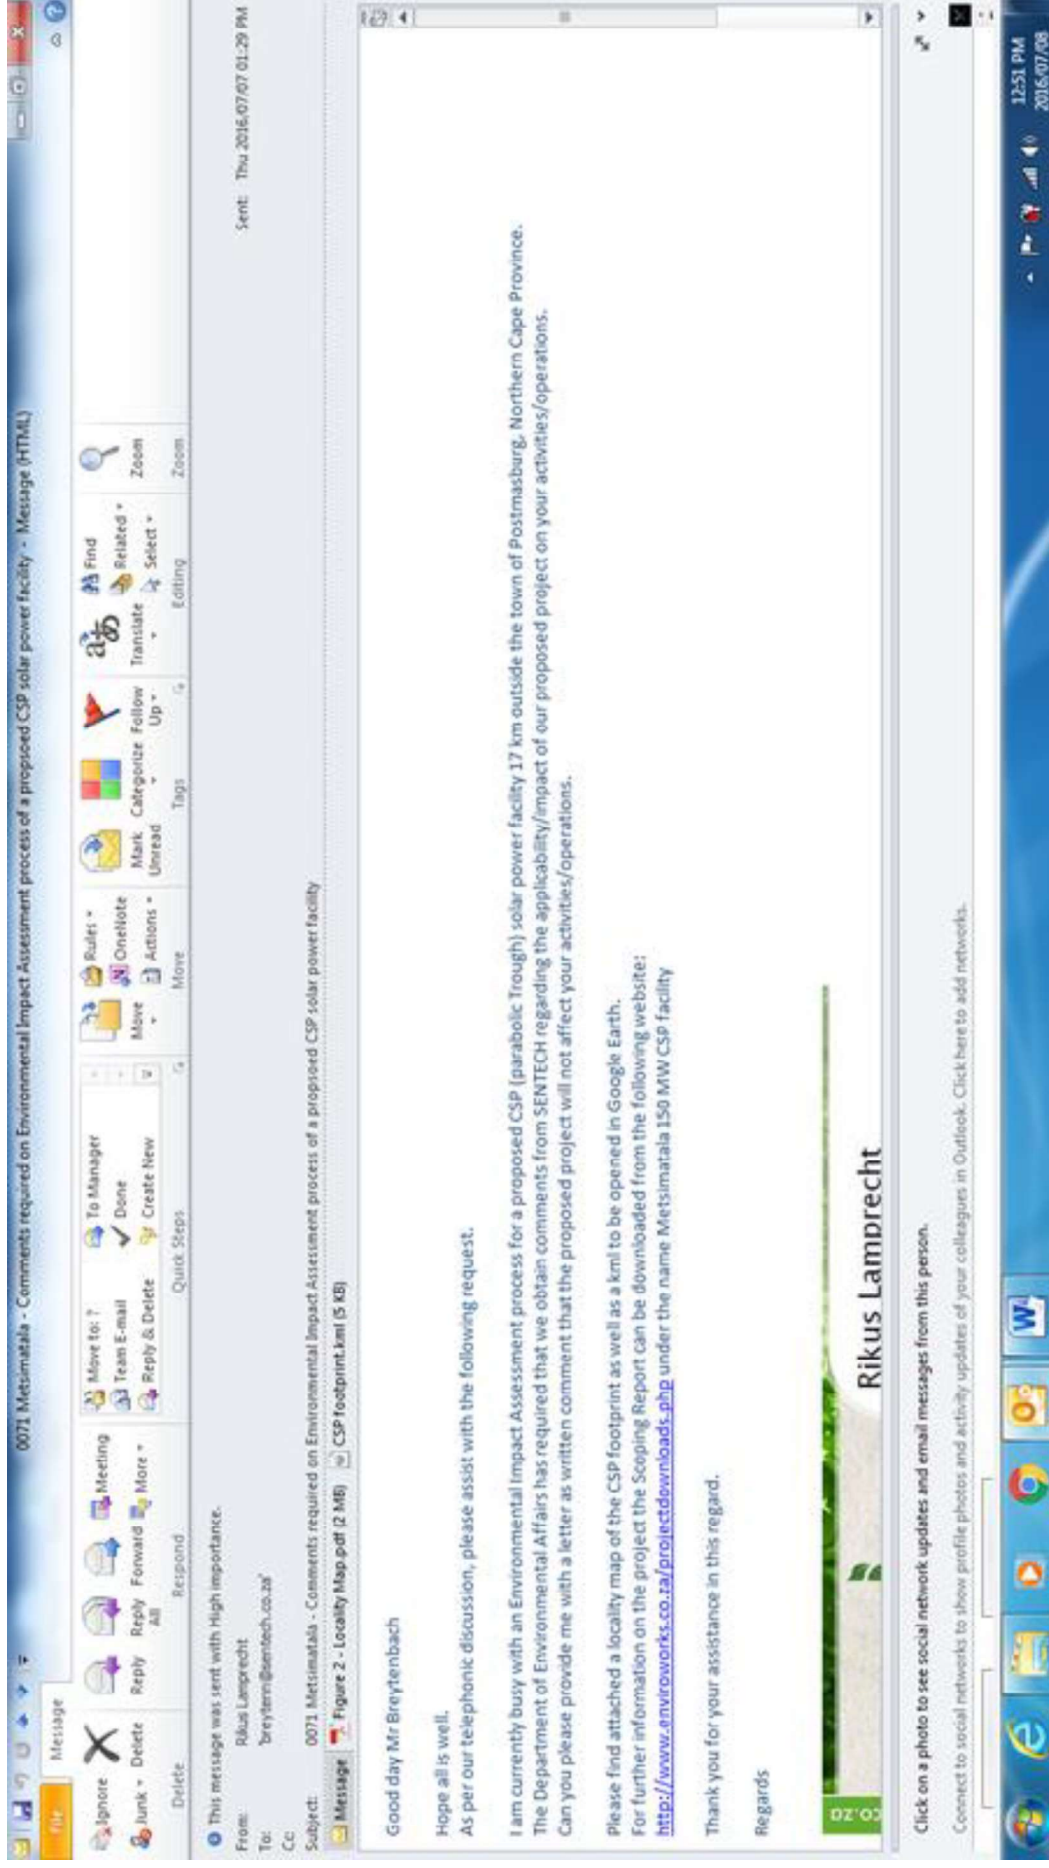 0071 Metsimatala - Comments required on Environmental Impact Assessment process of a propsoed CSP solar power facility - Message (HTML)
File
Message
Ignore
Junk
Delete
Delete
Reply
Reply All
Forward
Meeting
More
Respond
Move to: ?
Team E-mail
Reply & Delete
To Manager
Done
Create New
Quick Steps
Move
Rules
OneNote
Actions
Move
Mark Unread
Categorize
Follow Up
Tags
Translate
Find
Related
Select
Editing
Zoom
Zoom
This message was sent with High importance.
From: Rikus Lamprecht
Sent: Thu 2016/07/07 01:29 PM
To: 'breytenn@sentech.co.za'
Cc:
Subject: 0071 Metsimatala - Comments required on Environmental Impact Assessment process of a propsoed CSP solar power facility
Message Figure 2 - Locality Map.pdf (2 MB) CSP footprint.kml (5 KB)
Good day Mr Breytenbach
Hope all is well.
As per our telephonic discussion, please assist with the following request.
I am currently busy with an Environmental Impact Assessment process for a proposed CSP (parabolic Trough) solar power facility 17 km outside the town of Postmasburg, Northern Cape Province.
The Department of Environmental Affairs has required that we obtain comments from SENTECH regarding the applicability/impact of our proposed project on your activities/operations.
Can you please provide me with a letter as written comment that the proposed project will not affect your activities/operations.
Please find attached a locality map of the CSP footprint as well as a kml to be opened in Google Earth.
For further information on the project the Scoping Report can be downloaded from the following website:
http://www.enviroworks.co.za/projectdownloads.php under the name Metsimatala 150 MW CSP facility
Thank you for your assistance in this regard.
Regards
co.za
Rikus Lamprecht
Click on a photo to see social network updates and email messages from this person.
Connect to social networks to show profile photos and activity updates of your colleagues in Outlook. Click here to add networks.
12:51 PM
2016/07/08